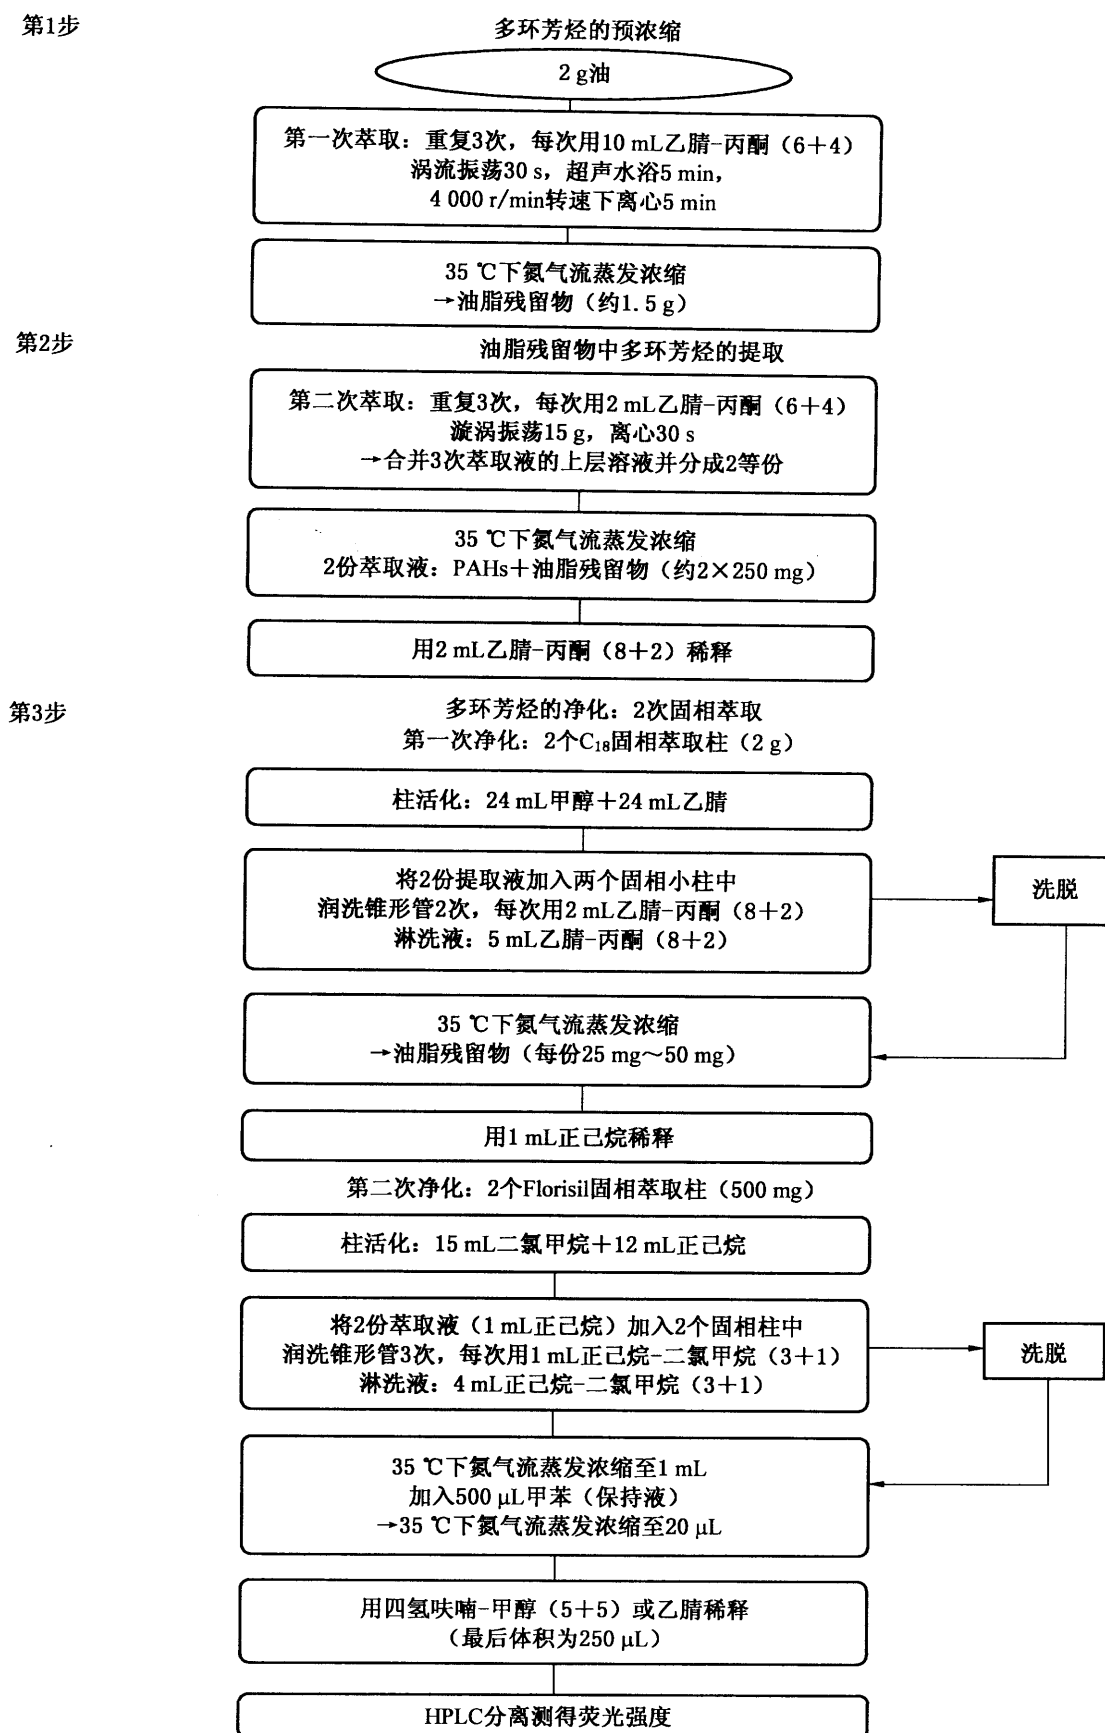 第1步
多环芳烃的预浓缩
2 g油
第一次萃取：重复3次，每次用10 mL乙腈-丙酮（6＋4）
涡流振荡30 s，超声水浴5 min，
4 000 r/min转速下离心5 min
35 ℃下氮气流蒸发浓缩
→油脂残留物（约1.5 g）
第2步
油脂残留物中多环芳烃的提取
第二次萃取：重复3次，每次用2 mL乙腈-丙酮（6＋4）
漩涡振荡15 g，离心30 s
→合并3次萃取液的上层溶液并分成2等份
35 ℃下氮气流蒸发浓缩
2份萃取液：PAHs＋油脂残留物（约2×250 mg）
用2 mL乙腈-丙酮（8＋2）稀释
第3步
多环芳烃的净化：2次固相萃取
第一次净化：2个C₁₈固相萃取柱（2 g）
柱活化：24 mL甲醇＋24 mL乙腈
将2份提取液加入两个固相小柱中
润洗锥形管2次，每次用2 mL乙腈-丙酮（8＋2）
淋洗液：5 mL乙腈-丙酮（8＋2）
洗脱
35 ℃下氮气流蒸发浓缩
→油脂残留物（每份25 mg～50 mg）
用1 mL正己烷稀释
第二次净化：2个Florisil固相萃取柱（500 mg）
柱活化：15 mL二氯甲烷＋12 mL正己烷
将2份萃取液（1 mL正己烷）加入2个固相柱中
润洗锥形管3次，每次用1 mL正己烷-二氯甲烷（3＋1）
淋洗液：4 mL正己烷-二氯甲烷（3＋1）
洗脱
35 ℃下氮气流蒸发浓缩至1 mL
加入500 μL甲苯（保持液）
→35 ℃下氮气流蒸发浓缩至20 μL
用四氢呋喃-甲醇（5＋5）或乙腈稀释
（最后体积为250 μL）
HPLC分离测得荧光强度